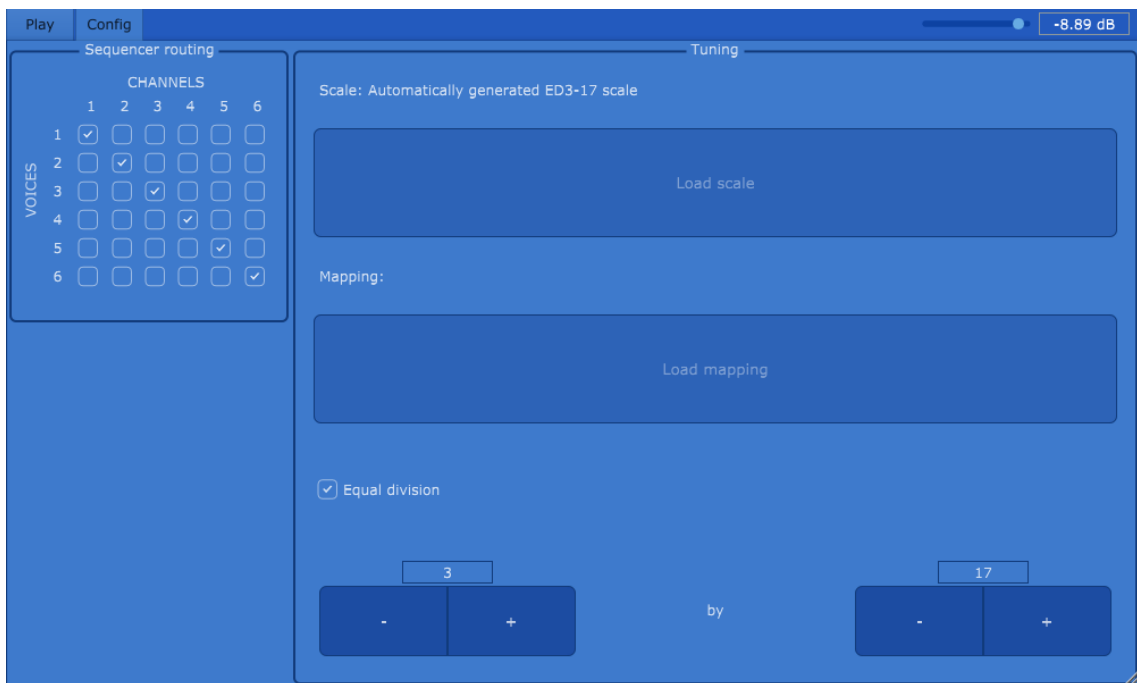 Play Config -8.89 dB
Sequencer routing
CHANNELS
1 2 3 4 5 6
VOICES
1
2
3
4
5
6
Tuning
Scale: Automatically generated ED3-17 scale
Load scale
Mapping:
Load mapping
Equal division
3 by 17
- + - +